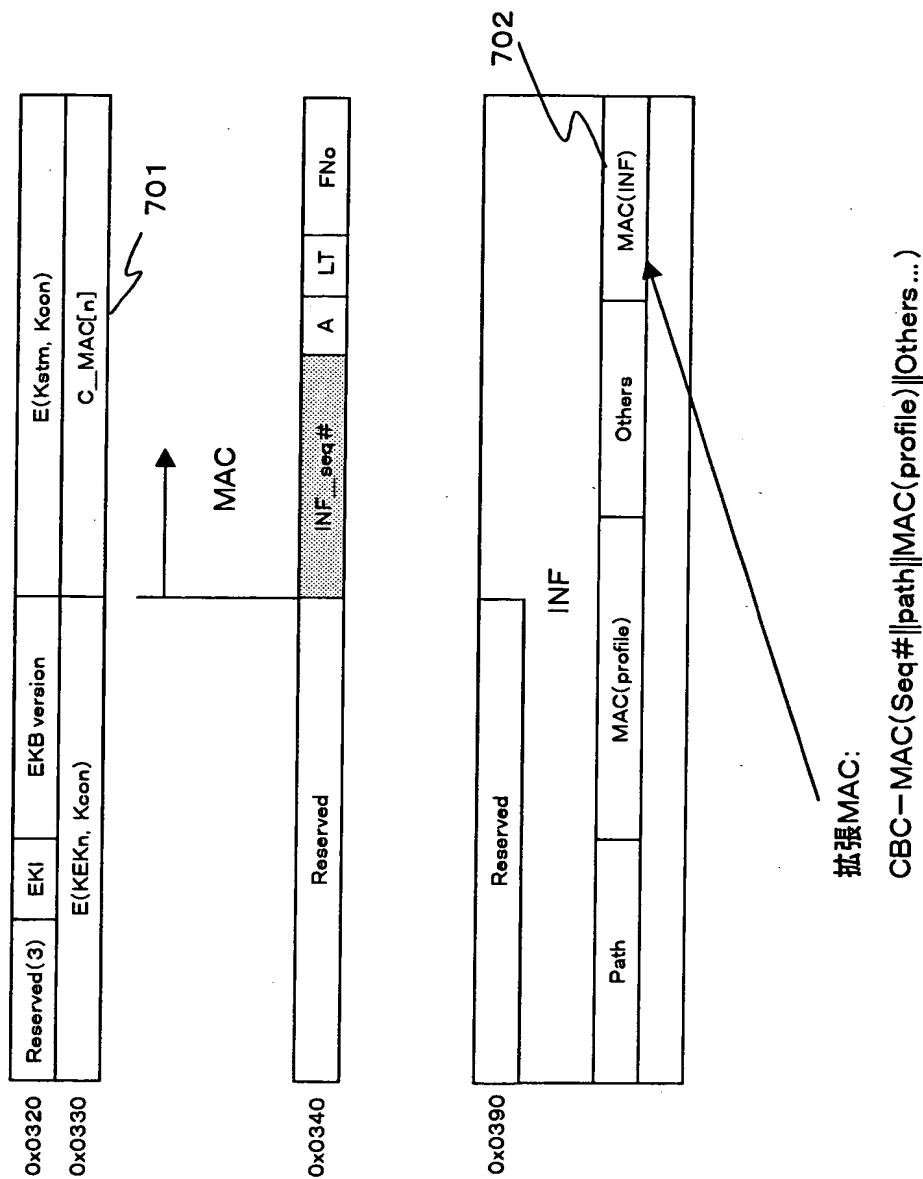 0x0320 Reserved(3) EKI EKB version E(Kstm, Kcon)
0x0330 E(KEKn, Kcon) C_MAC[n]
701
MAC
0x0340 Reserved INF_seq# A LT FNo
0x0390 Reserved
INF
702
Path MAC(profile) Others MAC(INF)
拡張MAC:
CBC-MAC(Seq#||path||MAC(profile)||Others...)